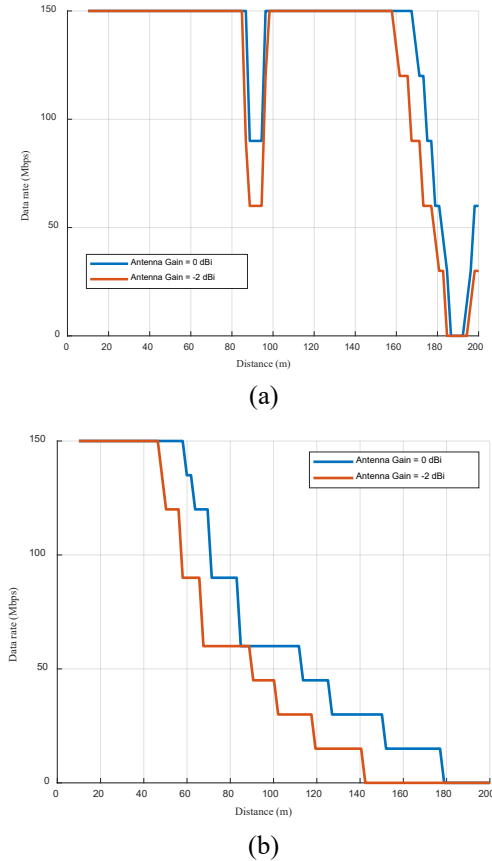 150
100
50
0
Data rate (Mbps)
Antenna Gain = 0 dBi
Antenna Gain = -2 dBi
0 20 40 60 80 100 120 140 160 180 200
Distance (m)
(a)
150
100
50
0
Data rate (Mbps)
Antenna Gain = 0 dBi
Antenna Gain = -2 dBi
0 20 40 60 80 100 120 140 160 180 200
Distance (m)
(b)